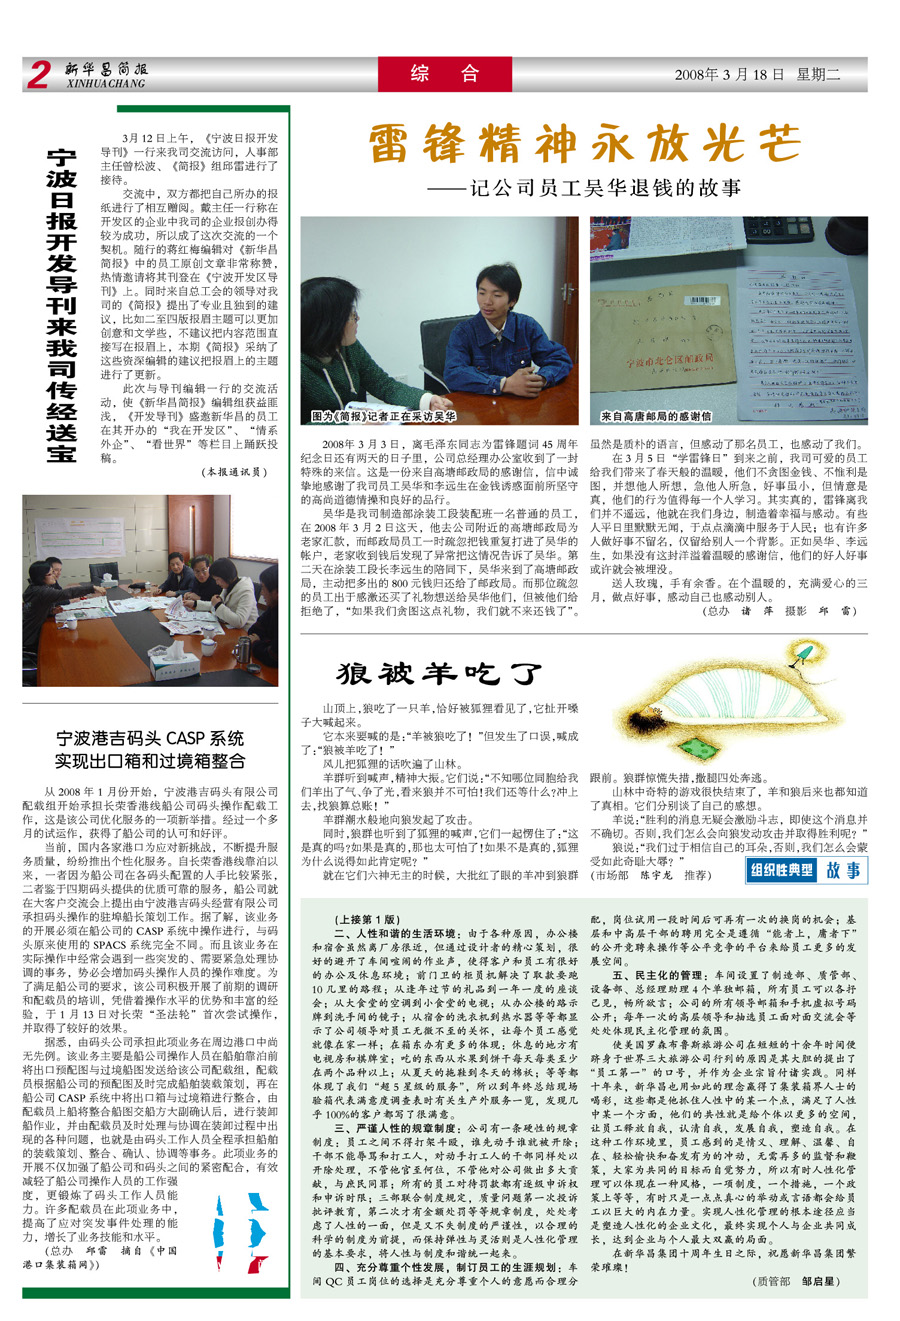 2
新华昌简报
XINHUACHANG
综 合
2008年 3 月 18 日 星期二
宁波日报开发导刊来我司传经送宝
3月 12 日上午，《宁波日报开发
导刊》一行来我司交流访问，人事部
主任曾松波、《简报》组邱雷进行了
接待。
交流中，双方都把自己所办的报
纸进行了相互赠阅。戴主任一行称在
开发区的企业中我司的企业报创办得
较为成功，所以成了这次交流的一个
契机。随行的蒋红梅编辑对《新华昌
简报》中的员工原创文章非常称赞，
热情邀请将其刊登在《宁波开发区导
刊》上。同时来自总工会的领导对我
司的《简报》提出了专业且独到的建
议，比如二至四版报眉主题可以更加
创意和文学些，不建议把内容范围直
接写在报眉上，本期《简报》采纳了
这些资深编辑的建议把报眉上的主题
进行了更新。
此次与导刊编辑一行的交流活
动，使《新华昌简报》编辑组获益匪
浅，《开发导刊》盛邀新华昌的员工
在其开办的“我在开发区”、“情系
外企”、“看世界”等栏目上踊跃投
稿。
(本报通讯员)
宁波港吉码头 CASP 系统
实现出口箱和过境箱整合
从 2008 年 1 月份开始，宁波港吉码头有限公司
配载组开始承担长荣香港线船公司码头操作配载工
作，这是该公司优化服务的一项新举措。经过一个多
月的试运作，获得了船公司的认可和好评。
当前，国内各家港口为应对新挑战，不断提升服
务质量，纷纷推出个性化服务。自长荣香港线靠泊以
来，一者因为船公司在各码头配置的人手比较紧张，
二者鉴于四期码头提供的优质可靠的服务，船公司就
在大客户交流会上提出由宁波港吉码头经营有限公司
承担码头操作的驻埠船长策划工作。据了解，该业务
的开展必须在船公司的 CASP 系统中操作进行，与码
头原来使用的 SPACS 系统完全不同。而且该业务在
实际操作中经常会遇到一些突发的、需要紧急处理协
调的事务，势必会增加码头操作人员的操作难度。为
了满足船公司的要求，该公司积极开展了前期的调研
和配载员的培训，凭借着操作水平的优势和丰富的经
验，于 1 月 13 日对长荣“圣法轮”首次尝试操作，
并取得了较好的效果。
据悉，由码头公司承担此项业务在周边港口中尚
无先例。该业务主要是船公司操作人员在船舶靠泊前
将出口预配图与过境船图发送给该公司配载组，配载
员根据船公司的预配图及时完成船舶装载策划，再在
船公司 CASP 系统中将出口箱与过境箱进行整合，由
配载员上船将整合船图交船方大副确认后，进行装卸
船作业，并由配载员及时处理与协调在装卸过程中出
现的各种问题，也就是由码头工作人员全程承担船舶
的装载策划、整合、确认、协调等事务。此项业务的
开展不仅加强了船公司和码头之间的紧密配合，有效
减轻了船公司操作人员的工作强
度，更锻炼了码头工作人员能
力。许多配载员在此项业务中，
提高了应对突发事件处理的能
力，增长了业务技能和水平。
(总办 邱雷 摘自《中国
港口集装箱网》)
雷锋精神永放光芒
——记公司员工吴华退钱的故事
图为《简报》记者正在采访吴华
宁波市北仑区邮政局
来自高唐邮局的感谢信
2008年 3 月 3 日，离毛泽东同志为雷锋题词 45 周年
纪念日还有两天的日子里，公司总经理办公室收到了一封
特殊的来信。这是一份来自高塘邮政局的感谢信，信中诚
挚地感谢了我司员工吴华和李远生在金钱诱惑面前所坚守
的高尚道德情操和良好的品行。
吴华是我司制造部涂装工段装配班一名普通的员工，
在 2008 年 3 月 2 日这天，他去公司附近的高塘邮政局为
老家汇款，而邮政局员工一时疏忽把钱重复打进了吴华的
帐户，老家收到钱后发现了异常把这情况告诉了吴华。第
二天在涂装工段长李远生的陪同下，吴华来到了高塘邮政
局，主动把多出的 800 元钱归还给了邮政局。而那位疏忽
的员工出于感激还买了礼物想送给吴华他们，但被他们给
拒绝了，“如果我们贪图这点礼物，我们就不来还钱了”。
虽然是质朴的语言，但感动了那名员工，也感动了我们。
在 3 月 5 日“学雷锋日”到来之前，我司可爱的员工
给我们带来了春天般的温暖，他们不贪图金钱、不惟利是
图，并想他人所想，急他人所急，好事虽小，但情意是
真，他们的行为值得每一个人学习。其实真的，雷锋离我
们并不遥远，他就在我们身边，制造着幸福与感动。有些
人平日里默默无闻，于点点滴滴中服务于人民；也有许多
人做好事不留名，仅留给别人一个背影。正如吴华、李远
生，如果没有这封洋溢着温暖的感谢信，他们的好人好事
或许就会被埋没。
送人玫瑰，手有余香。在个温暖的，充满爱心的三
月，做点好事，感动自己也感动别人。
(总办 诸 萍 摄影 邱 雷)
狼被羊吃了
山顶上,狼吃了一只羊,恰好被狐狸看见了,它扯开嗓
子大喊起来。
它本来要喊的是:“羊被狼吃了！”但发生了口误,喊成
了:“狼被羊吃了！”
风儿把狐狸的话吹遍了山林。
羊群听到喊声,精神大振。它们说:“不知哪位同胞给我
们羊出了气、争了光,看来狼并不可怕!我们还等什么?冲上
去,找狼算总账！”
羊群潮水般地向狼发起了攻击。
同时,狼群也听到了狐狸的喊声,它们一起愣住了:“这
是真的吗?如果是真的,那也太可怕了!如果不是真的,狐狸
为什么说得如此肯定呢？”
就在它们六神无主的时候，大批红了眼的羊冲到狼群
跟前。狼群惊慌失措,撒腿四处奔逃。
山林中奇特的游戏很快结束了，羊和狼后来也都知道
了真相。它们分别谈了自己的感想。
羊说:“胜利的消息无疑会激励斗志，即使这个消息并
不确切。否则,我们怎么会向狼发动攻击并取得胜利呢？”
狼说:“我们过于相信自己的耳朵,否则,我们怎么会蒙
受如此奇耻大辱？”
(市场部 陈宇龙 推荐)
组织性典型 故 事
(上接第 1 版)
二、人性和谐的生活环境：由于各种原因，办公楼
和宿舍虽然离厂房很近，但通过设计者的精心策划，很
好的避开了车间喧闹的作业声，使得客户和员工有很好
的办公及休息环境；前门卫的柜员机解决了取款要跑
10 几里的路程；从逢年过节的礼品到一年一度的座谈
会；从大食堂的空调到小食堂的电视；从办公楼的路示
牌到洗手间的镜子；从宿舍的洗衣机到热水器等等都显
示了公司领导对员工无微不至的关怀，让每个员工感觉
就像在家一样；在箱东办有更多的体现：休息的地方有
电视房和棋牌室；吃的东西从水果到饼干每天每类至少
在两个品种以上；从夏天的拖鞋到冬天的棉袄；等等都
体现了我们“超 5 星级的服务”，所以到年终总结现场
验箱代表满意度调查表时有关生产外服务一览，发现几
乎 100%的客户都写了很满意。
三、严谨人性的规章制度：公司有一条硬性的规章
制度：员工之间不得打架斗殴，谁先动手谁就被开除；
干部不能辱骂和打工人，对动手打工人的干部同样处以
开除处理，不管他官至何位，不管他对公司做出多大贡
献，与庶民同罪；所有的员工对待罚款都有逐级申诉权
和申诉时限；三部联合制度规定，质量问题第一次投诉
批评教育，第二次才有金额处罚等等规章制度，处处考
虑了人性的一面，但是又不失制度的严谨性，以合理的
科学的制度为前提，而保持弹性与灵活则是人性化管理
的基本要求，将人性与制度和谐统一起来。
四、充分尊重个性发展，制订员工的生涯规划：车
间 QC 员工岗位的选择是充分尊重个人的意愿而合理分
配，岗位试用一段时间后可再有一次的换岗的机会；基
层和中高层干部的聘用完全是遵循“能者上，庸者下”
的公开竞聘来操作等公平竞争的平台来给员工更多的发
展空间。
五、民主化的管理：车间设置了制造部、质管部、
设备部、总经理助理 4 个单独邮箱，所有员工可以各抒
己见，畅所欲言；公司的所有领导邮箱和手机虚拟号码
公开；每年一次的高层领导和抽选员工面对面交流会等
处处体现民主化管理的氛围。
使美国罗森布鲁斯旅游公司在短短的十余年时间便
跻身于世界三大旅游公司行列的原因是其大胆的提出了
“员工第一”的口号，并作为企业宗旨付诸实践。同样
十年来，新华昌也用如此的理念赢得了集装箱界人士的
喝彩，这些都是他抓住人性中的某一个点，满足了人性
中某一个方面，他们的共性就是给个体以更多的空间，
让员工释放自我，认清自我，发展自我，塑造自我。在
这种工作环境里，员工感到的是情义、理解、温馨、自
在、轻松愉快和奋发有为的冲动，无需再多的监督和鞭
策，大家为共同的目标而自觉努力，所以有时人性化管
理可以体现在一种风格，一项制度，一个措施，一个政
策上等等，有时只是一点点真心的举动或言语都会给员
工以巨大的内在力量。实现人性化管理的根本途径应当
是塑造人性化的企业文化，最终实现个人与企业共同成
长，达到企业与个人最大双赢的局面。
在新华昌集团十周年生日之际，祝愿新华昌集团繁
荣璀璨！
(质管部 邹启星)